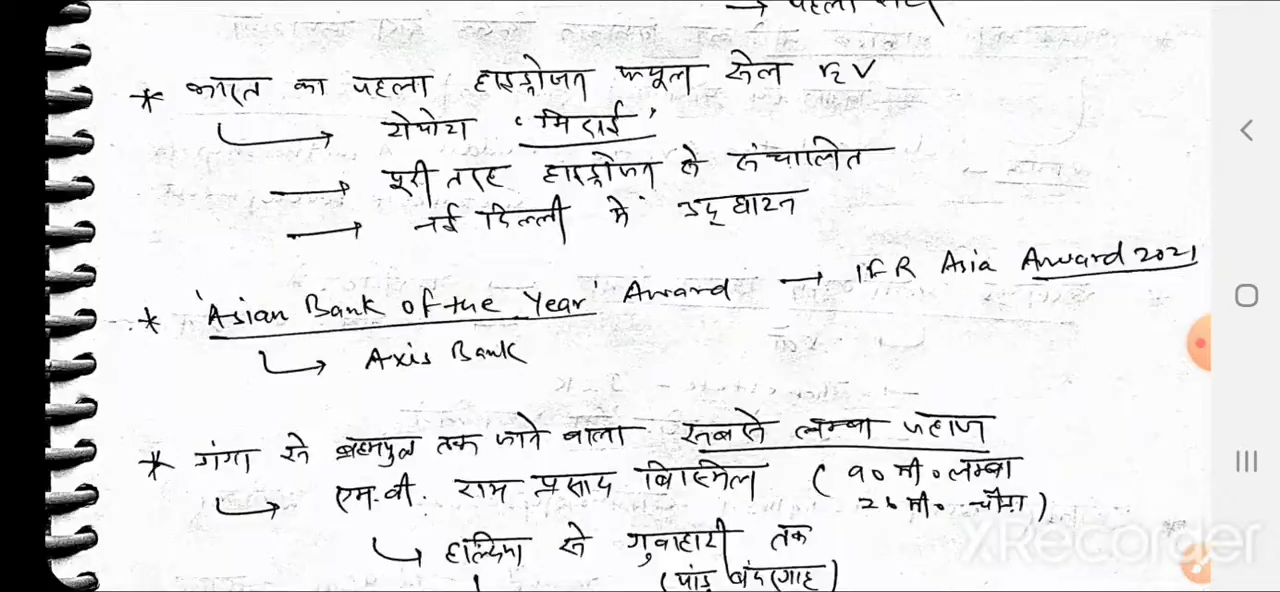 → पहला
* भारत का पहला हाइड्रोजन फ्यूल सेल EV
→ टोयोटा 'मिराई'
→ पूरी तरह हाइड्रोजन से संचालित
→ नई दिल्ली में उद्घाटन
* 'Asian Bank of the Year' Award → IFR Asia Award 2021
→ Axis Bank
* गंगा से ब्रह्मपुत्र तक जाने वाला सबसे लम्बा जहाज
→ एम.वी. राम प्रसाद बिस्मिल (90 मी० लम्बा
26 मी० चौड़ा)
→ हल्दिया से गुवाहाटी तक
(पांडु बंदरगाह)
XRecorder